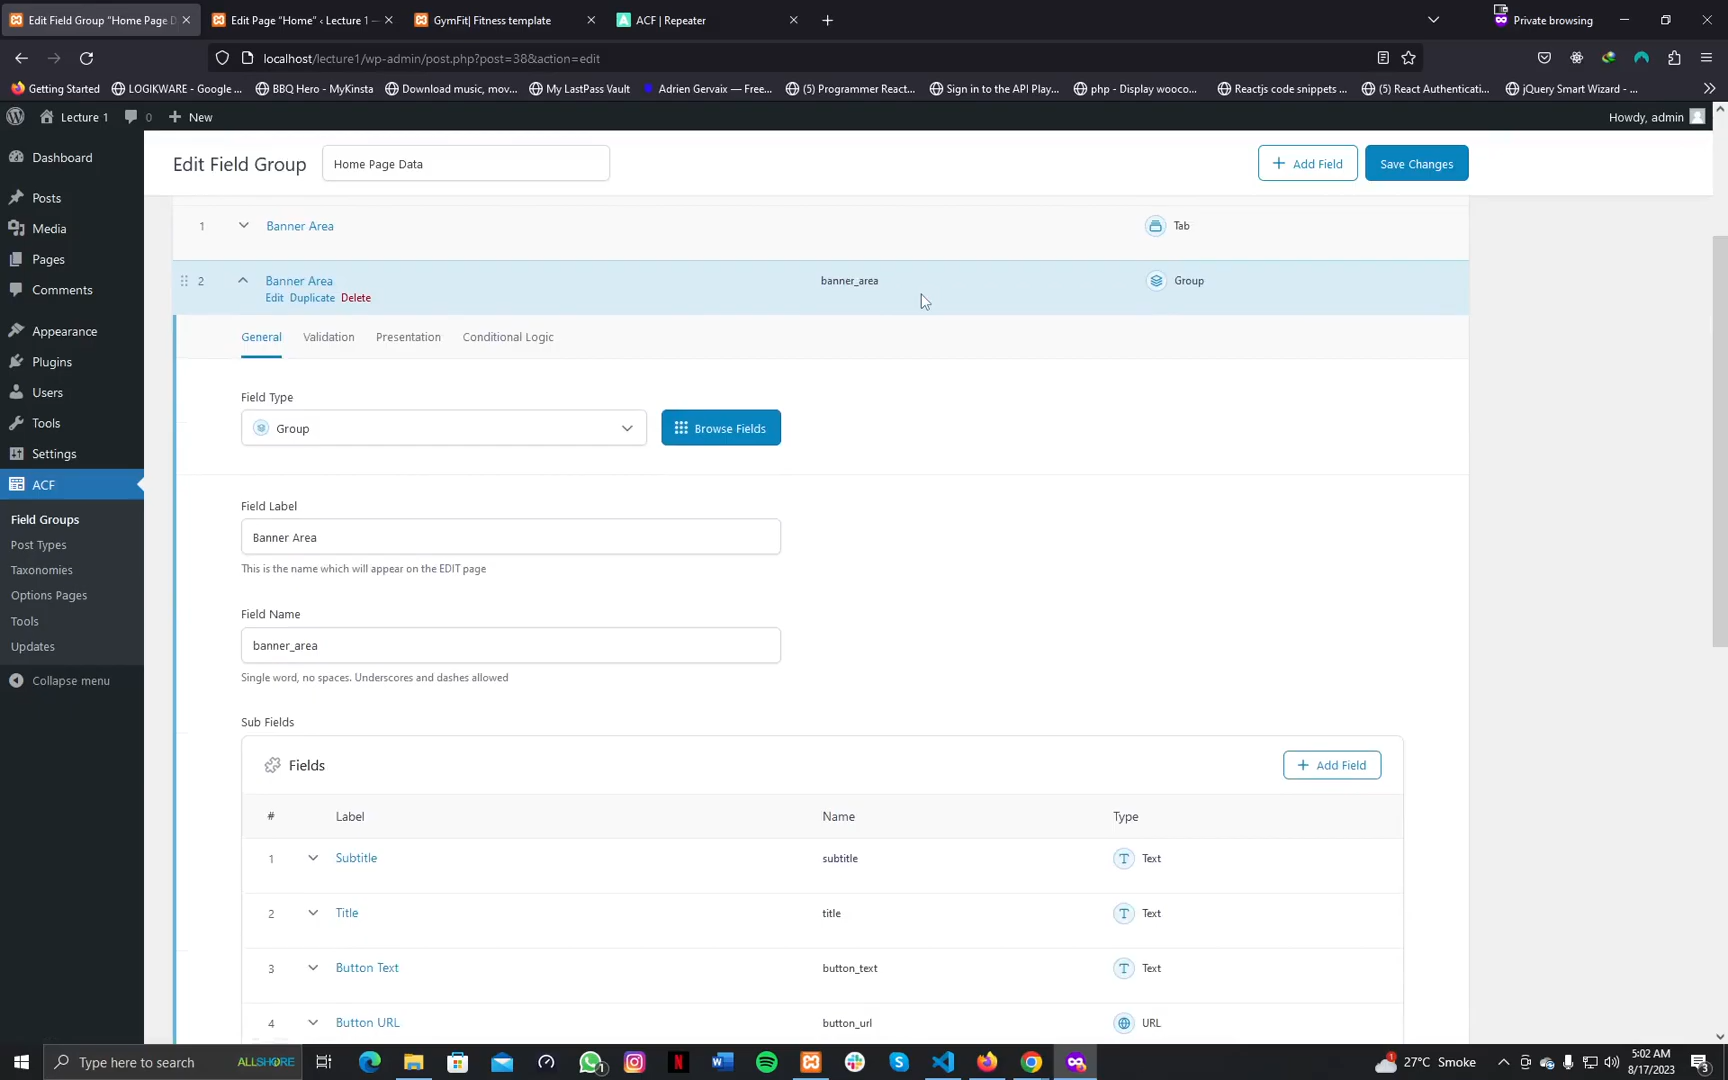 Edit Field Group "Home Page D
Edit Page "Home" ‹ Lecture 1 —
GymFit| Fitness template
ACF | Repeater
Private browsing
localhost/lecture1/wp-admin/post.php?post=38&action=edit
Getting Started
LOGIKWARE - Google ...
BBQ Hero - MyKinsta
Download music, mov...
My LastPass Vault
Adrien Gervaix — Free...
(5) Programmer React...
Sign in to the API Play...
php - Display wooco...
Reactjs code snippets ...
(5) React Authenticati...
jQuery Smart Wizard - ...
Lecture 1
0
New
Howdy, admin
Dashboard
Posts
Media
Pages
Comments
Appearance
Plugins
Users
Tools
Settings
ACF
Field Groups
Post Types
Taxonomies
Options Pages
Tools
Updates
Collapse menu
Edit Field Group
Home Page Data
+ Add Field
Save Changes
1 Banner Area Tab
2 Banner Area banner_area Group
Edit Duplicate Delete
General Validation Presentation Conditional Logic
Field Type
Group
Browse Fields
Field Label
Banner Area
This is the name which will appear on the EDIT page
Field Name
banner_area
Single word, no spaces. Underscores and dashes allowed
Sub Fields
Fields
+ Add Field
# Label Name Type
1 Subtitle subtitle T Text
2 Title title T Text
3 Button Text button_text T Text
4 Button URL button_url URL
Type here to search
ALLSHORE
1
27°C Smoke
5:02 AM
8/17/2023
3